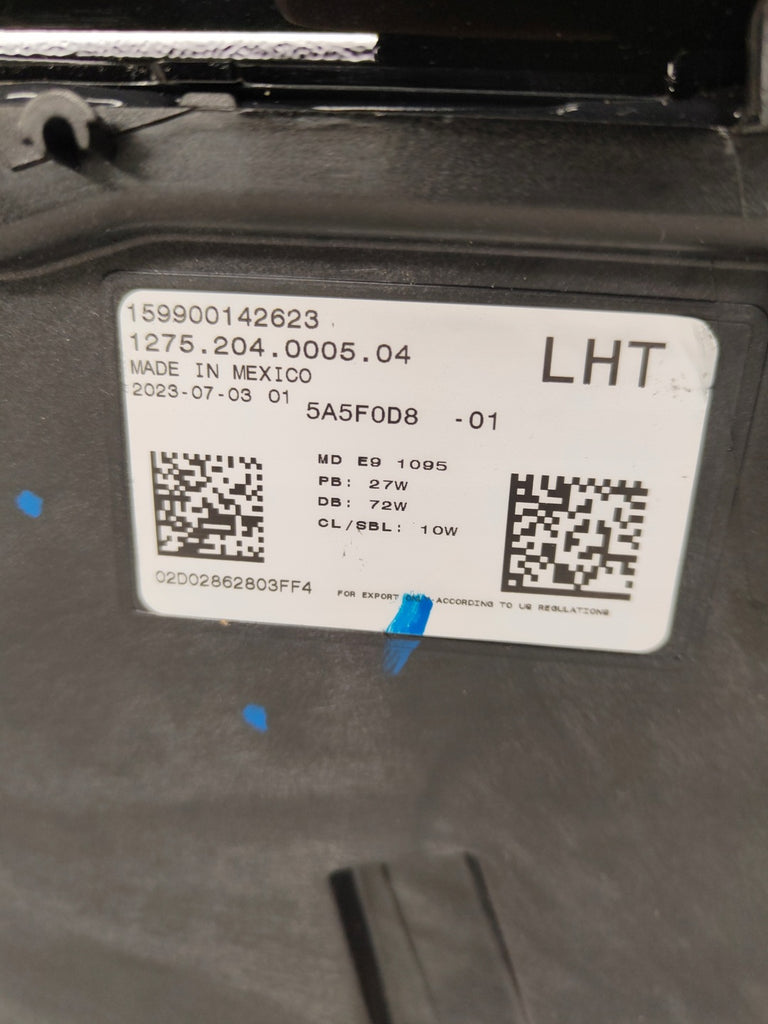 159900142623
1275.204.0005.04
LHT
MADE IN MEXICO
2023-07-03 01
5A5F0D8 -01
MD E9 1095
PB: 27W
DB: 72W
CL/SBL: 10W
02D02862803FF4
FOR EXPORT ACCORDING TO US REGULATIONS